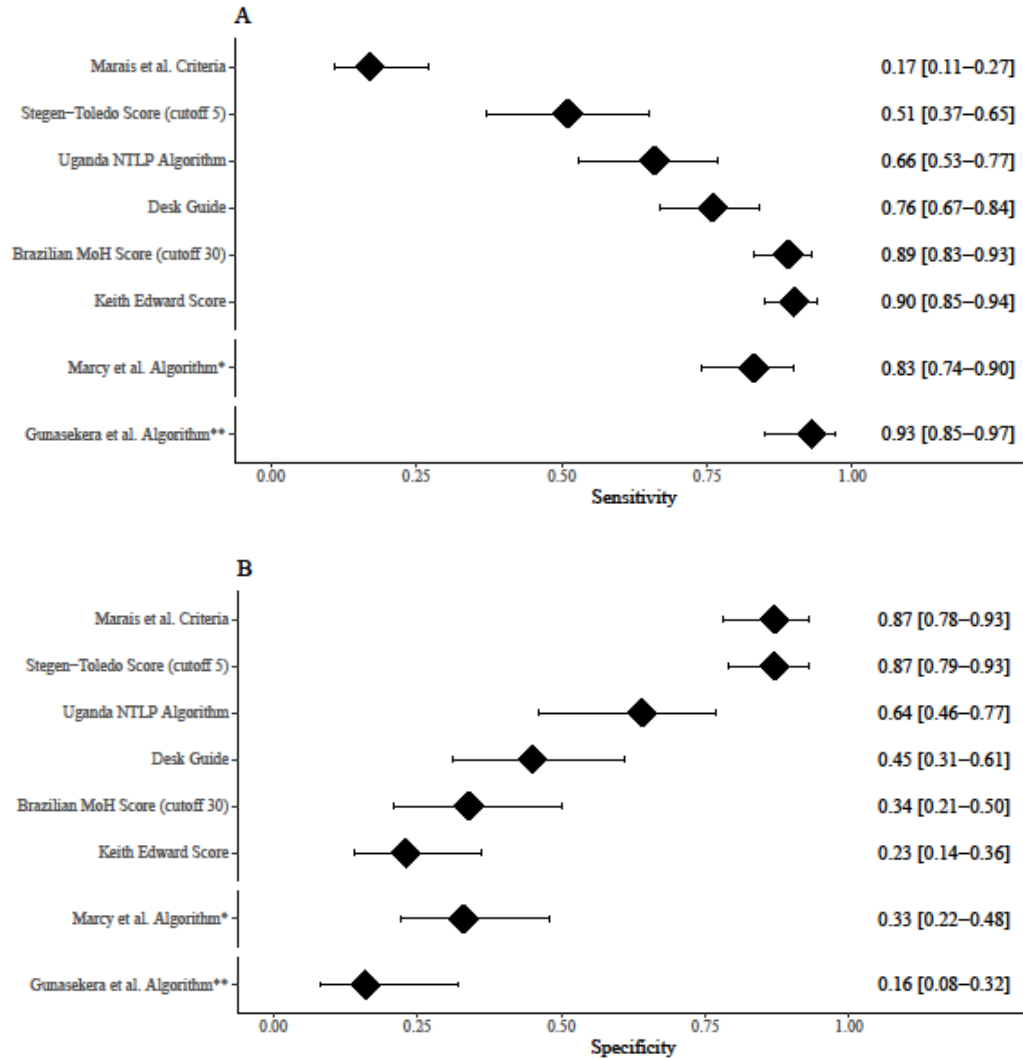 A
Marais et al. Criteria 0.17 [0.11–0.27]
Stegen−Toledo Score (cutoff 5) 0.51 [0.37–0.65]
Uganda NTLP Algorithm 0.66 [0.53–0.77]
Desk Guide 0.76 [0.67–0.84]
Brazilian MoH Score (cutoff 30) 0.89 [0.83–0.93]
Keith Edward Score 0.90 [0.85–0.94]
Marcy et al. Algorithm* 0.83 [0.74–0.90]
Gunasekera et al. Algorithm** 0.93 [0.85–0.97]
0.00 0.25 0.50 0.75 1.00
Sensitivity
B
Marais et al. Criteria 0.87 [0.78–0.93]
Stegen−Toledo Score (cutoff 5) 0.87 [0.79–0.93]
Uganda NTLP Algorithm 0.64 [0.46–0.77]
Desk Guide 0.45 [0.31–0.61]
Brazilian MoH Score (cutoff 30) 0.34 [0.21–0.50]
Keith Edward Score 0.23 [0.14–0.36]
Marcy et al. Algorithm* 0.33 [0.22–0.48]
Gunasekera et al. Algorithm** 0.16 [0.08–0.32]
0.00 0.25 0.50 0.75 1.00
Specificity